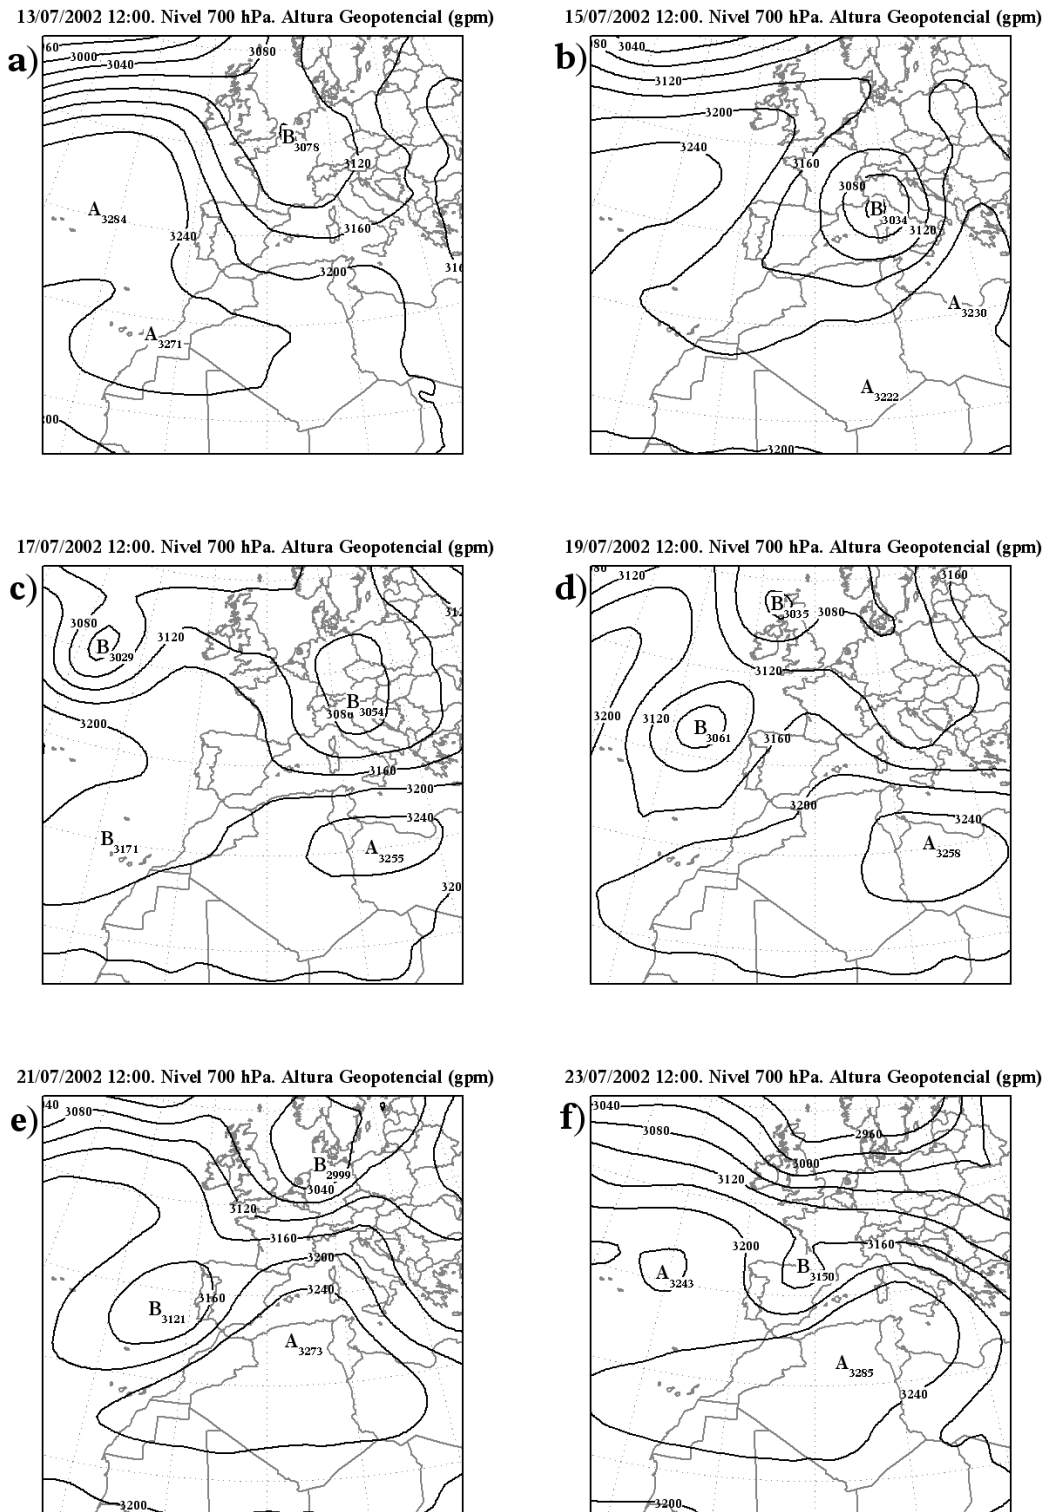 13/07/2002 12:00. Nivel 700 hPa. Altura Geopotencial (gpm)
a)
3000
3040
3080
B 3078
3120
A 3284
3240
3160
3200
A 3271
15/07/2002 12:00. Nivel 700 hPa. Altura Geopotencial (gpm)
b)
3040
3120
3200
3240
3160
3080
B 3034
3120
A 3230
A 3222
3200
17/07/2002 12:00. Nivel 700 hPa. Altura Geopotencial (gpm)
c)
3080
3120
B 3029
B 3054
3200
3160
3200
3240
B 3171
A 3255
19/07/2002 12:00. Nivel 700 hPa. Altura Geopotencial (gpm)
d)
3120
3160
B 3035
3080
3120
3200
3120
B 3061
3160
3200
3240
A 3258
21/07/2002 12:00. Nivel 700 hPa. Altura Geopotencial (gpm)
e)
3080
B 2999
3040
3120
3160
3200
3240
3160
B 3121
A 3273
3200
23/07/2002 12:00. Nivel 700 hPa. Altura Geopotencial (gpm)
f)
3040
3080
2960
3000
3120
3200
3160
A 3243
B 3150
A 3285
3240
3200